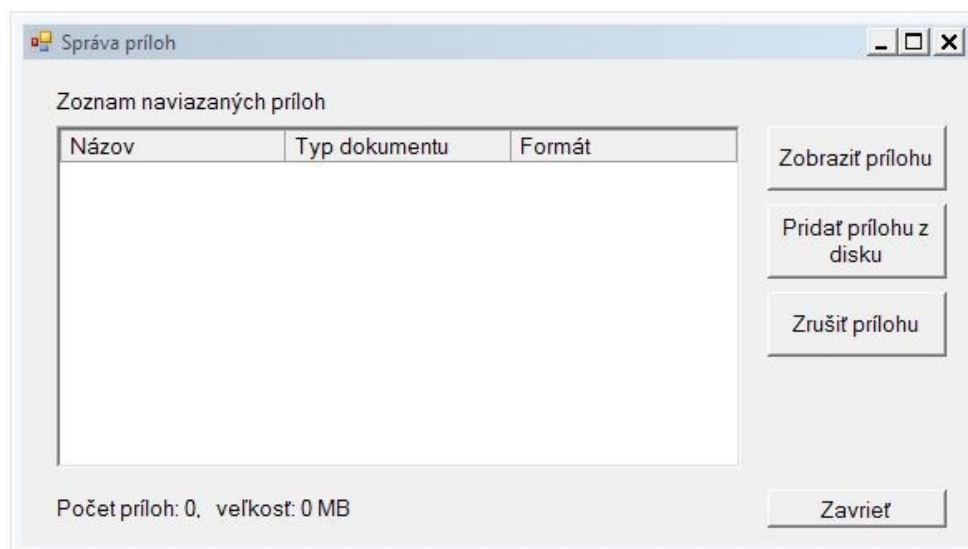 Správa príloh
Zoznam naviazaných príloh
Názov Typ dokumentu Formát
Zobraziť prílohu
Pridať prílohu z
disku
Zrušiť prílohu
Počet príloh: 0, veľkosť: 0 MB
Zavrieť